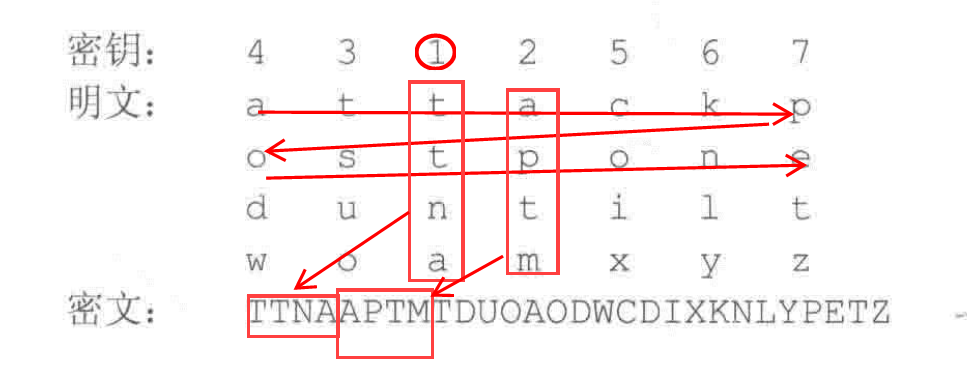 密钥: 4 3 1 2 5 6 7
明文: a t t a c k p
o s t p o n e
d u n t i l t
w o a m x y z
密文: TTNAAPTMTDUOAODWCDIXKNLYPETZ